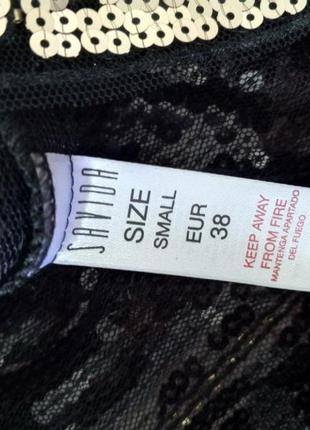 SAVIDA
SIZE
SMALL
EUR
38
KEEP AWAY
FROM FIRE
MANTENGA APARTADO
DEL FUEGO